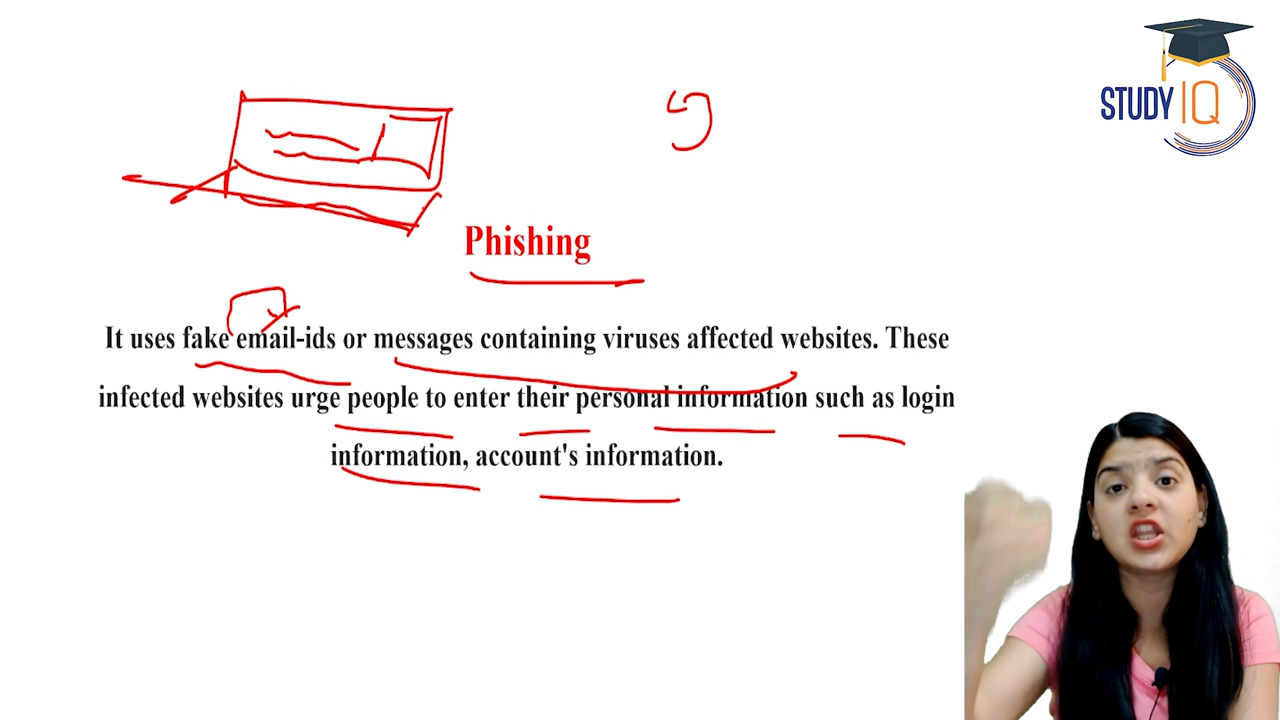 STUDY IQ
Phishing
It uses fake email-ids or messages containing viruses affected websites. These
infected websites urge people to enter their personal information such as login
information, account's information.